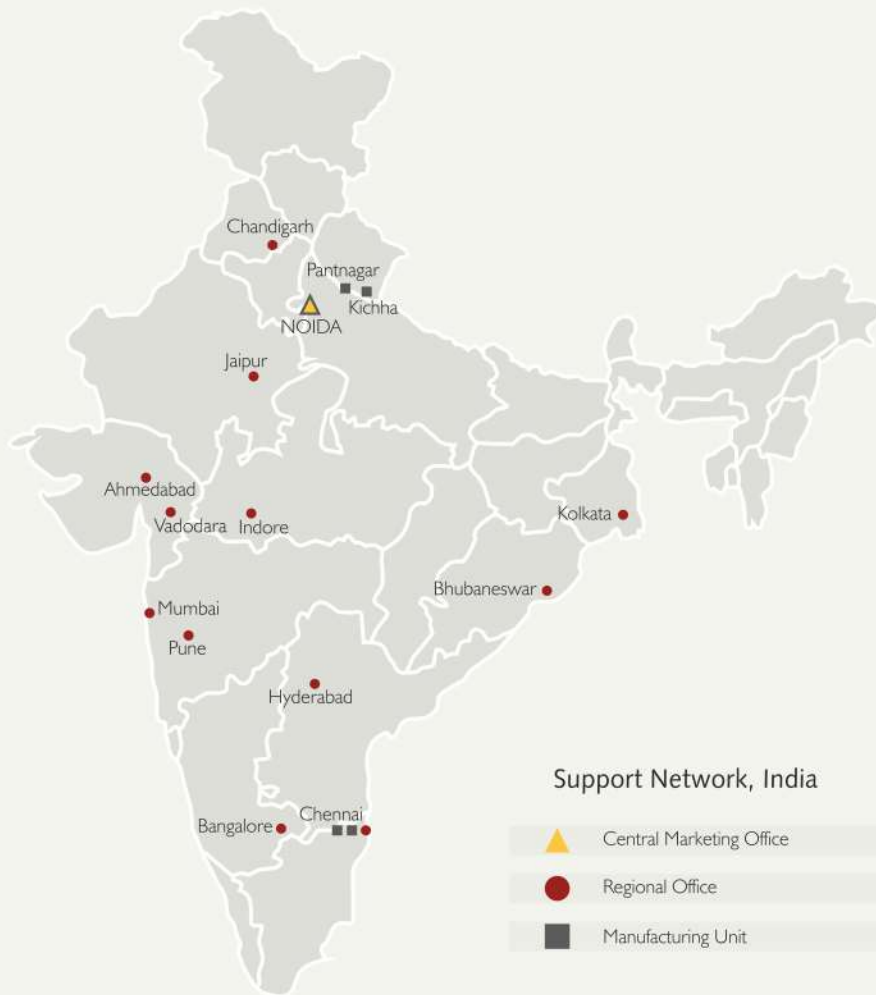 Chandigarh
Pantnagar
Kichha
NOIDA
Jaipur
Ahmedabad
Vadodara
Indore
Kolkata
Bhubaneswar
Mumbai
Pune
Hyderabad
Bangalore
Chennai
Support Network, India
Central Marketing Office
Regional Office
Manufacturing Unit